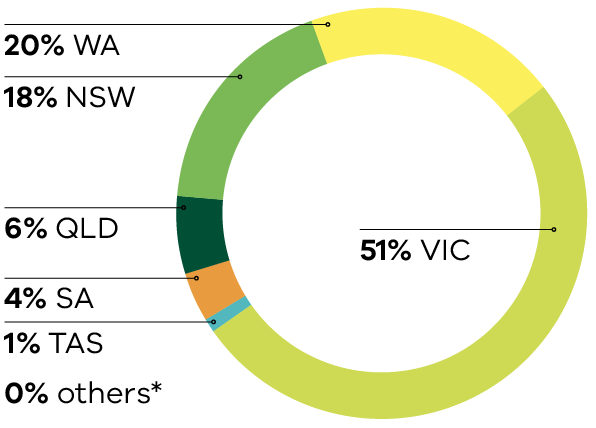 20% WA
18% NSW
6% QLD
51% VIC
4% SA
1% TAS
0% others*